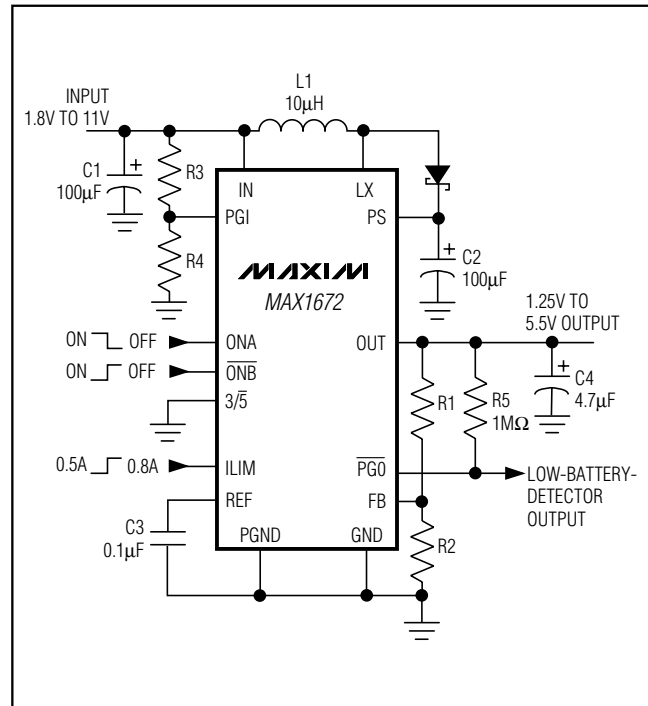 L1
10µH
INPUT
1.8V TO 11V
C1
100µF
+
R3
R4
IN
LX
PGI
PS
+
C2
100µF
MAXIM
MAX1672
1.25V TO
5.5V OUTPUT
ON OFF
ONA
OUT
ON OFF
ONB
3/5
R1
R5
1MΩ
+
C4
4.7µF
0.5A 0.8A
ILIM
PG0
LOW-BATTERY-
DETECTOR
OUTPUT
REF
FB
C3
0.1µF
PGND
GND
R2